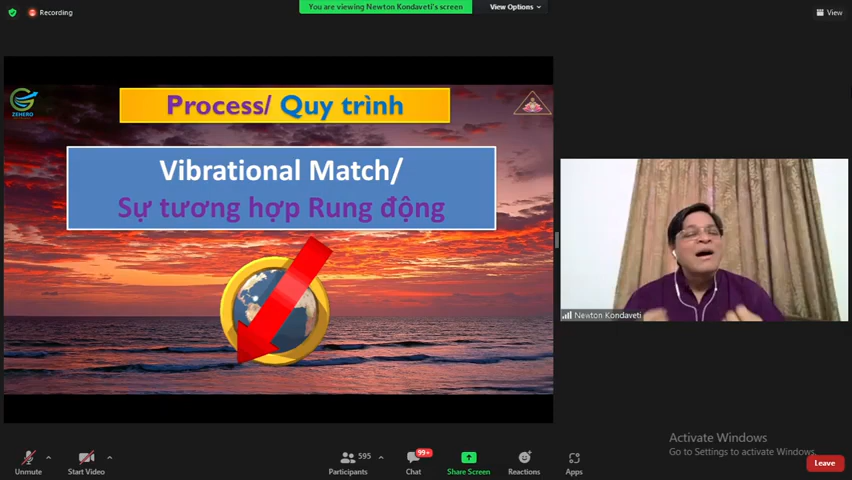 Recording
You are viewing Newton Kondaveti's screen
View Options
View
ZEHERO
Process/ Quy trình
Vibrational Match/
Sự tương hợp Rung động
Newton Kondaveti
Activate Windows
Go to Settings to activate Windows.
Unmute
Start Video
595
Participants
99+
Chat
Share Screen
Reactions
Apps
Leave